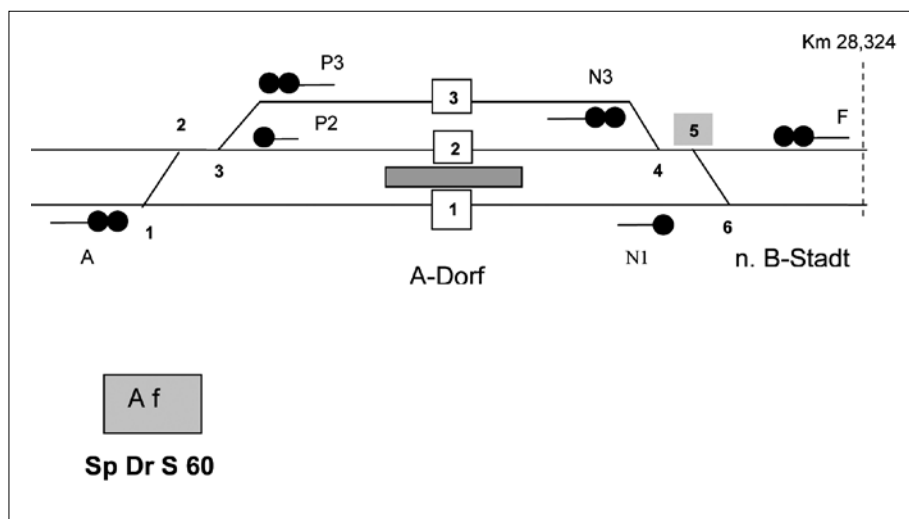 Km 28,324
P3
N3
3
F
2
P2
5
2
3
4
1
1
6
A
N1
n. B-Stadt
A-Dorf
A f
Sp Dr S 60